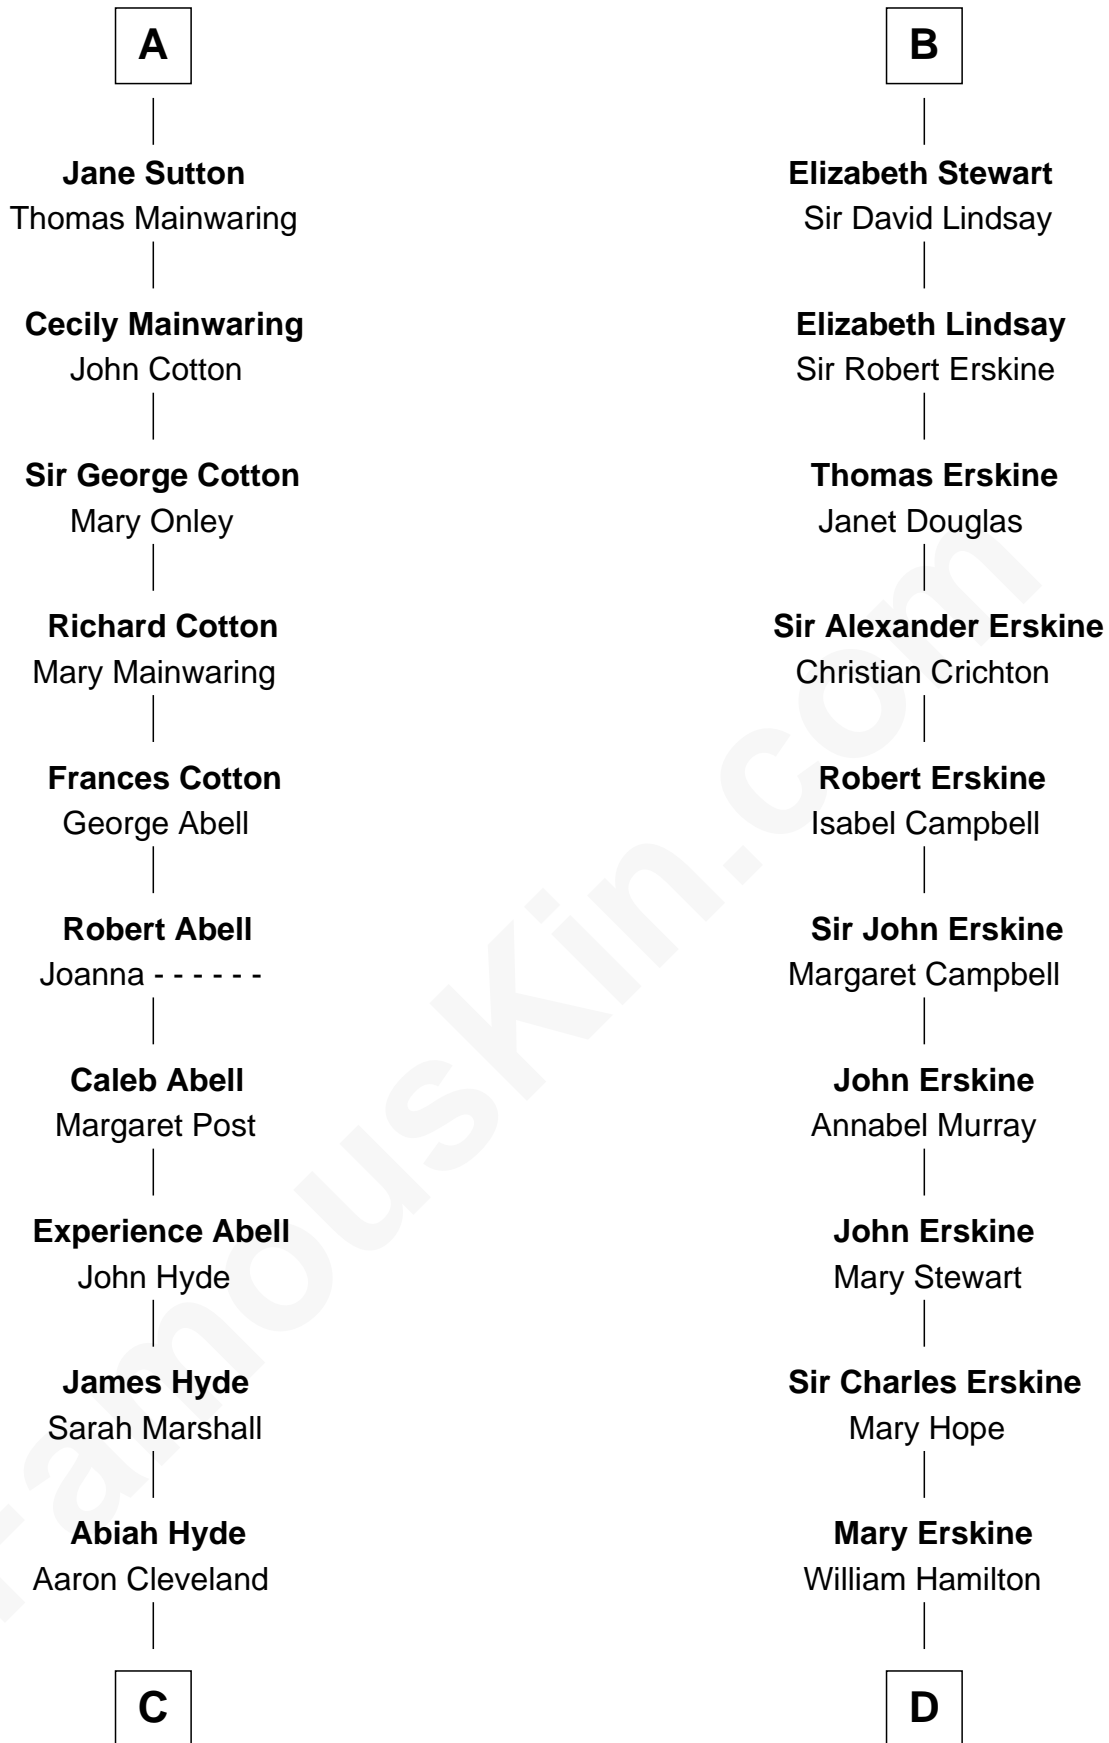 A
Jane Sutton
Thomas Mainwaring
Cecily Mainwaring
John Cotton
Sir George Cotton
Mary Onley
Richard Cotton
Mary Mainwaring
Frances Cotton
George Abell
Robert Abell
Joanna - - - - - -
Caleb Abell
Margaret Post
Experience Abell
John Hyde
James Hyde
Sarah Marshall
Abiah Hyde
Aaron Cleveland
C
B
Elizabeth Stewart
Sir David Lindsay
Elizabeth Lindsay
Sir Robert Erskine
Thomas Erskine
Janet Douglas
Sir Alexander Erskine
Christian Crichton
Robert Erskine
Isabel Campbell
Sir John Erskine
Margaret Campbell
John Erskine
Annabel Murray
John Erskine
Mary Stewart
Sir Charles Erskine
Mary Hope
Mary Erskine
William Hamilton
D
FamousKin.com